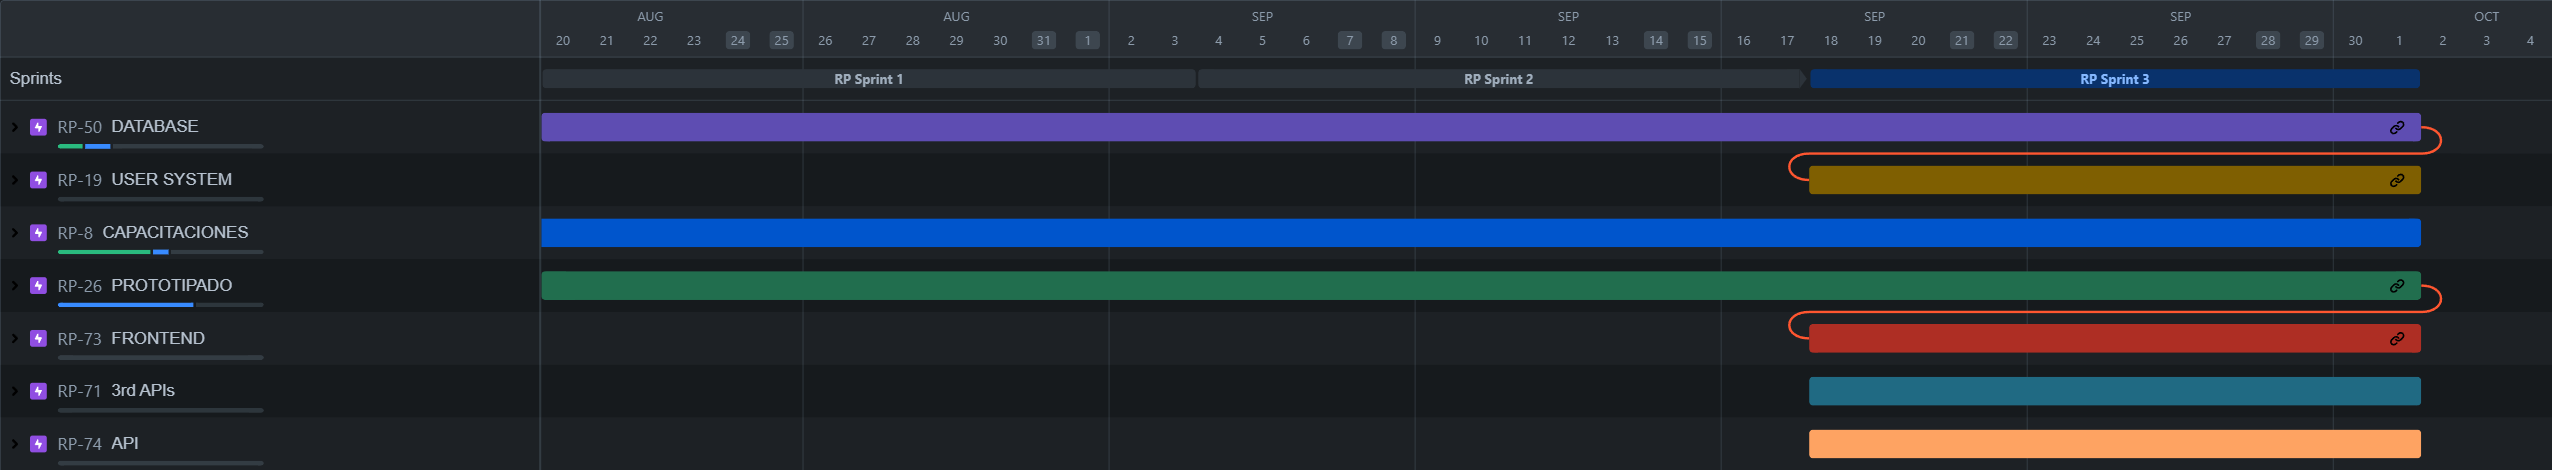 AUG AUG SEP SEP SEP SEP OCT
20 21 22 23 24 25 26 27 28 29 30 31 1 2 3 4 5 6 7 8 9 10 11 12 13 14 15 16 17 18 19 20 21 22 23 24 25 26 27 28 29 30 1 2 3 4
Sprints RP Sprint 1 RP Sprint 2 RP Sprint 3
RP-50 DATABASE
RP-19 USER SYSTEM
RP-8 CAPACITACIONES
RP-26 PROTOTIPADO
RP-73 FRONTEND
RP-71 3rd APIs
RP-74 API